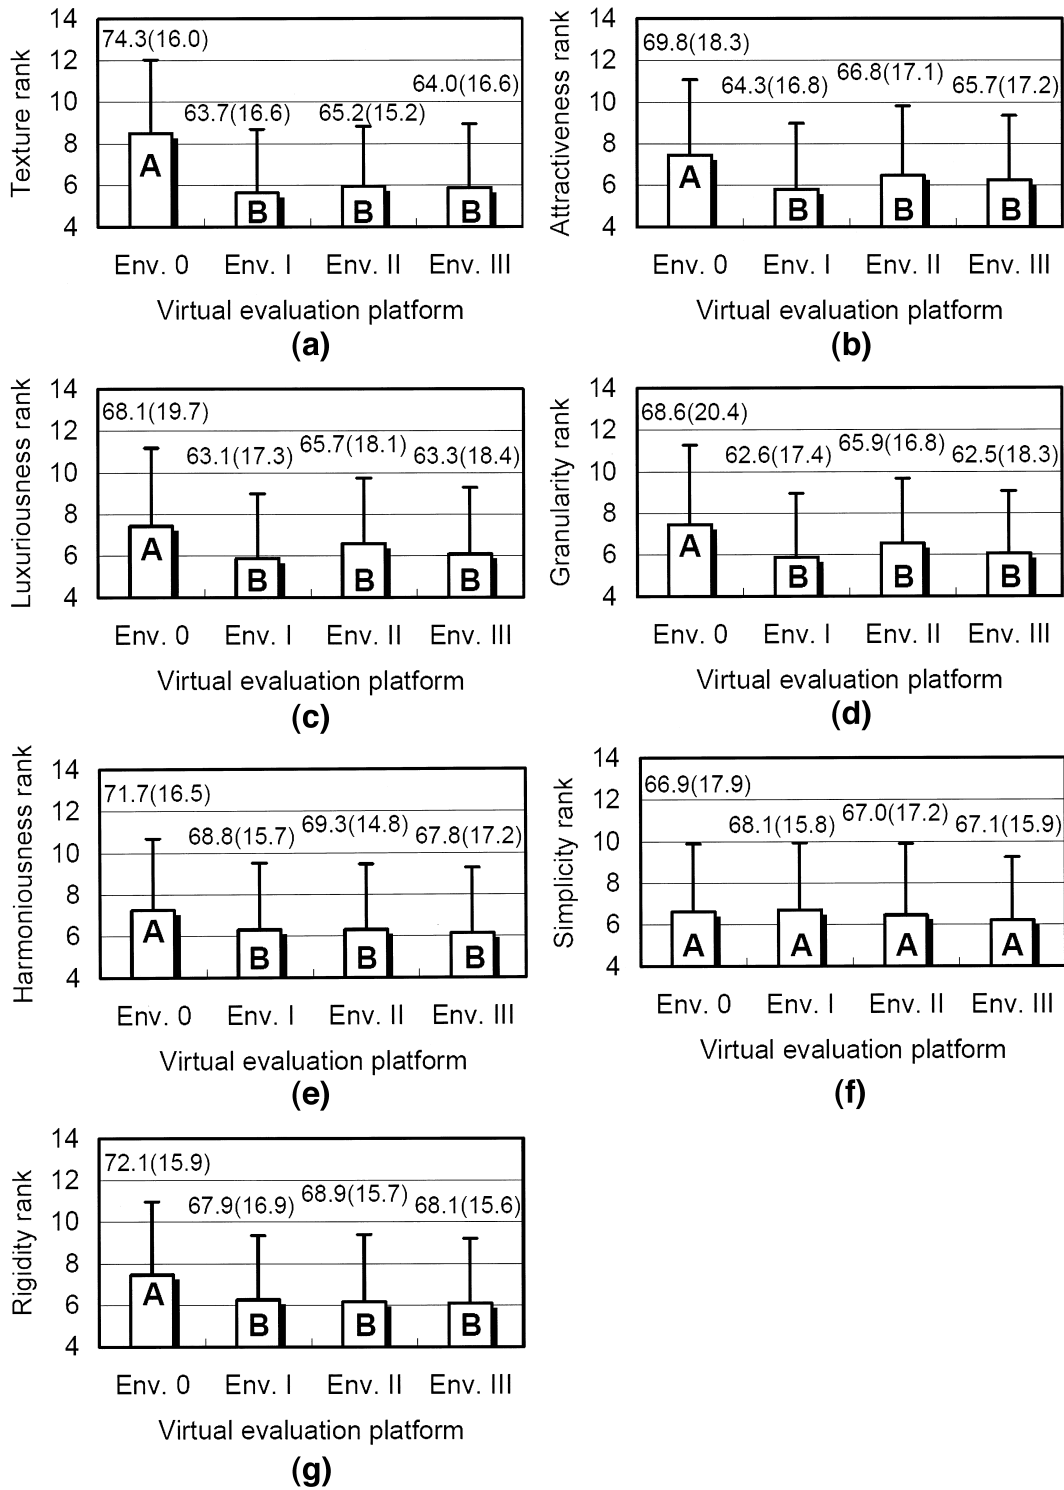 14
12
10
8
6
4
Texture rank
74.3(16.0)
63.7(16.6)
65.2(15.2)
64.0(16.6)
A
B
B
B
Env. 0 Env. I Env. II Env. III
Virtual evaluation platform
(a)
14
12
10
8
6
4
Attractiveness rank
69.8(18.3)
64.3(16.8)
66.8(17.1)
65.7(17.2)
A
B
B
B
Env. 0 Env. I Env. II Env. III
Virtual evaluation platform
(b)
14
12
10
8
6
4
Luxuriousness rank
68.1(19.7)
63.1(17.3)
65.7(18.1)
63.3(18.4)
A
B
B
B
Env. 0 Env. I Env. II Env. III
Virtual evaluation platform
(c)
14
12
10
8
6
4
Granularity rank
68.6(20.4)
62.6(17.4)
65.9(16.8)
62.5(18.3)
A
B
B
B
Env. 0 Env. I Env. II Env. III
Virtual evaluation platform
(d)
14
12
10
8
6
4
Harmoniousness rank
71.7(16.5)
68.8(15.7)
69.3(14.8)
67.8(17.2)
A
B
B
B
Env. 0 Env. I Env. II Env. III
Virtual evaluation platform
(e)
14
12
10
8
6
4
Simplicity rank
66.9(17.9)
68.1(15.8)
67.0(17.2)
67.1(15.9)
A
A
A
A
Env. 0 Env. I Env. II Env. III
Virtual evaluation platform
(f)
14
12
10
8
6
4
Rigidity rank
72.1(15.9)
67.9(16.9)
68.9(15.7)
68.1(15.6)
A
B
B
B
Env. 0 Env. I Env. II Env. III
Virtual evaluation platform
(g)